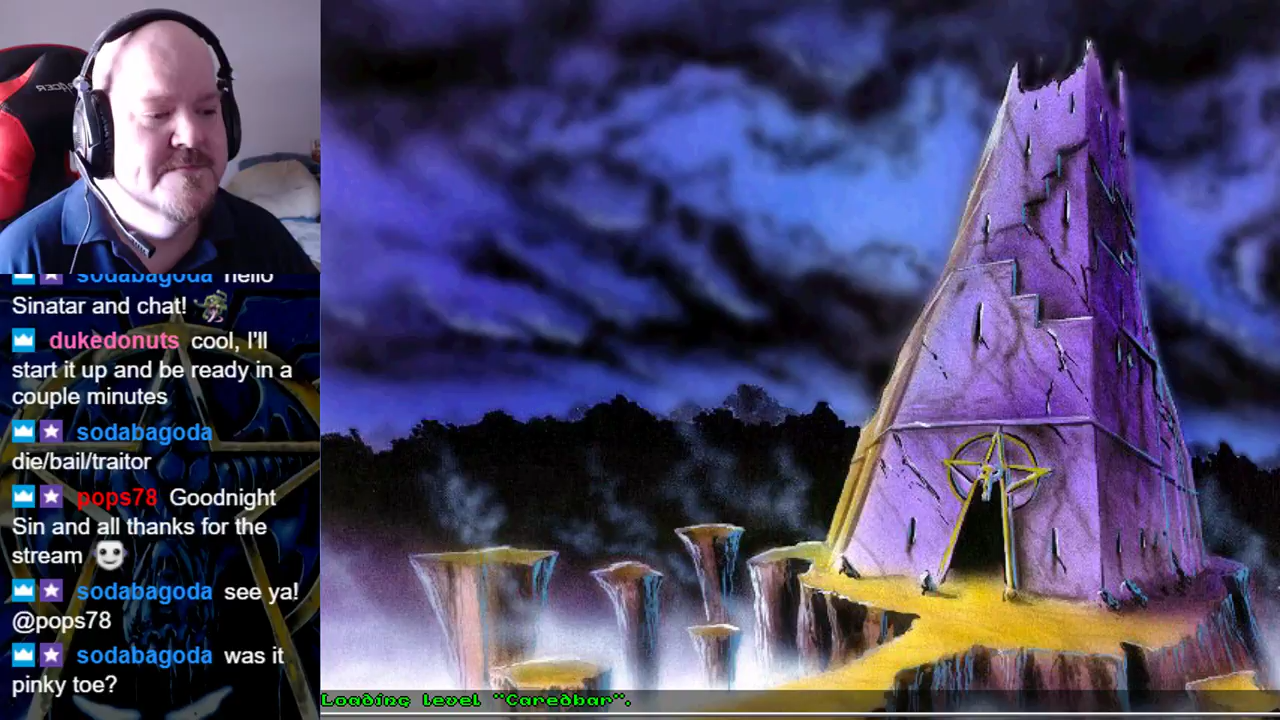 sodabagoda hello
Sinatar and chat!
dukedonuts cool, I'll
start it up and be ready in a
couple minutes
sodabagoda
die/bail/traitor
pops78 Goodnight
Sin and all thanks for the
stream
sodabagoda see ya!
@pops78
sodabagoda was it
pinky toe?
Loading level "Caredbar".